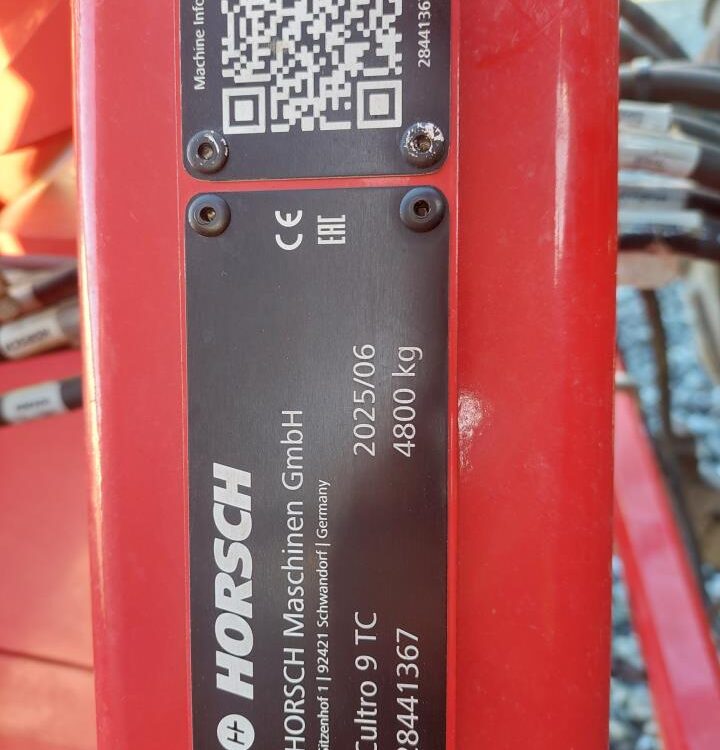 Machine Info
28441367
CE
EAC
HORSCH
HORSCH Maschinen GmbH
Sitzenhof 1 | 92421 Schwandorf | Germany
Cultro 9 TC 2025/06
28441367 4800 kg